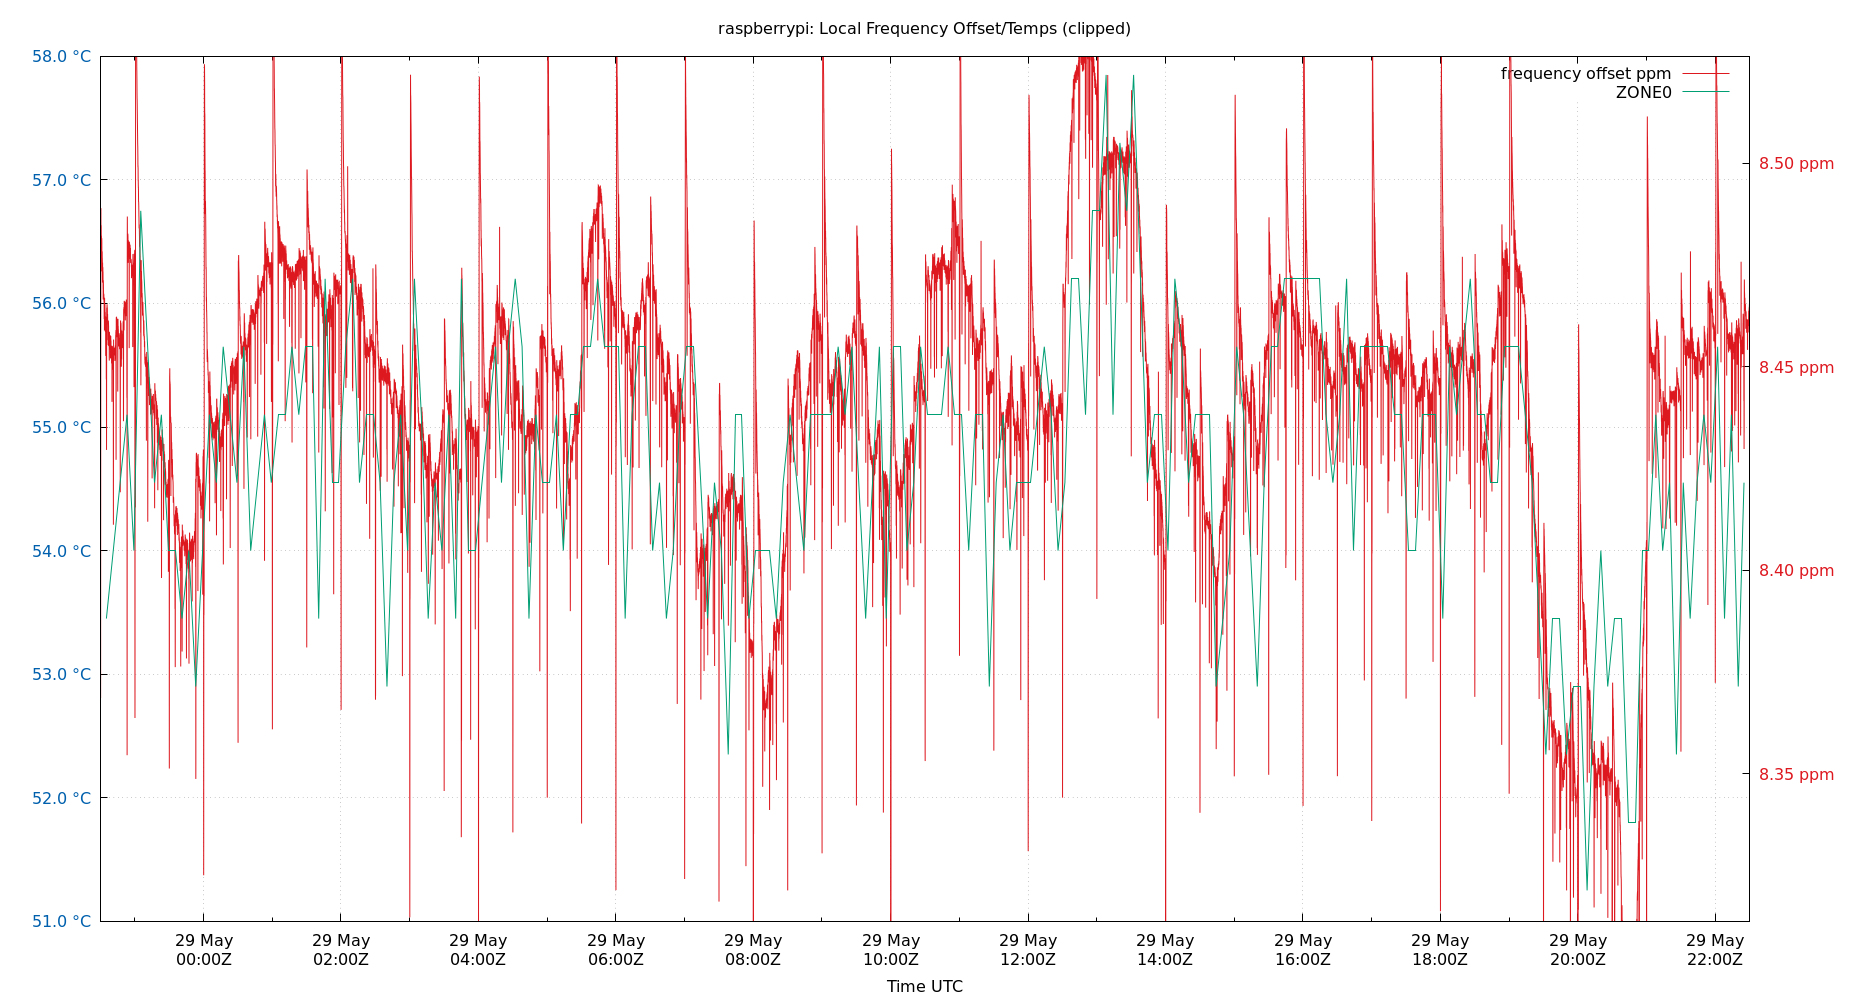 raspberrypi: Local Frequency Offset/Temps (clipped)
frequency offset ppm
ZONE0
58.0 °C
57.0 °C
56.0 °C
55.0 °C
54.0 °C
53.0 °C
52.0 °C
51.0 °C
8.50 ppm
8.45 ppm
8.40 ppm
8.35 ppm
29 May
00:00Z
29 May
02:00Z
29 May
04:00Z
29 May
06:00Z
29 May
08:00Z
29 May
10:00Z
29 May
12:00Z
29 May
14:00Z
29 May
16:00Z
29 May
18:00Z
29 May
20:00Z
29 May
22:00Z
Time UTC